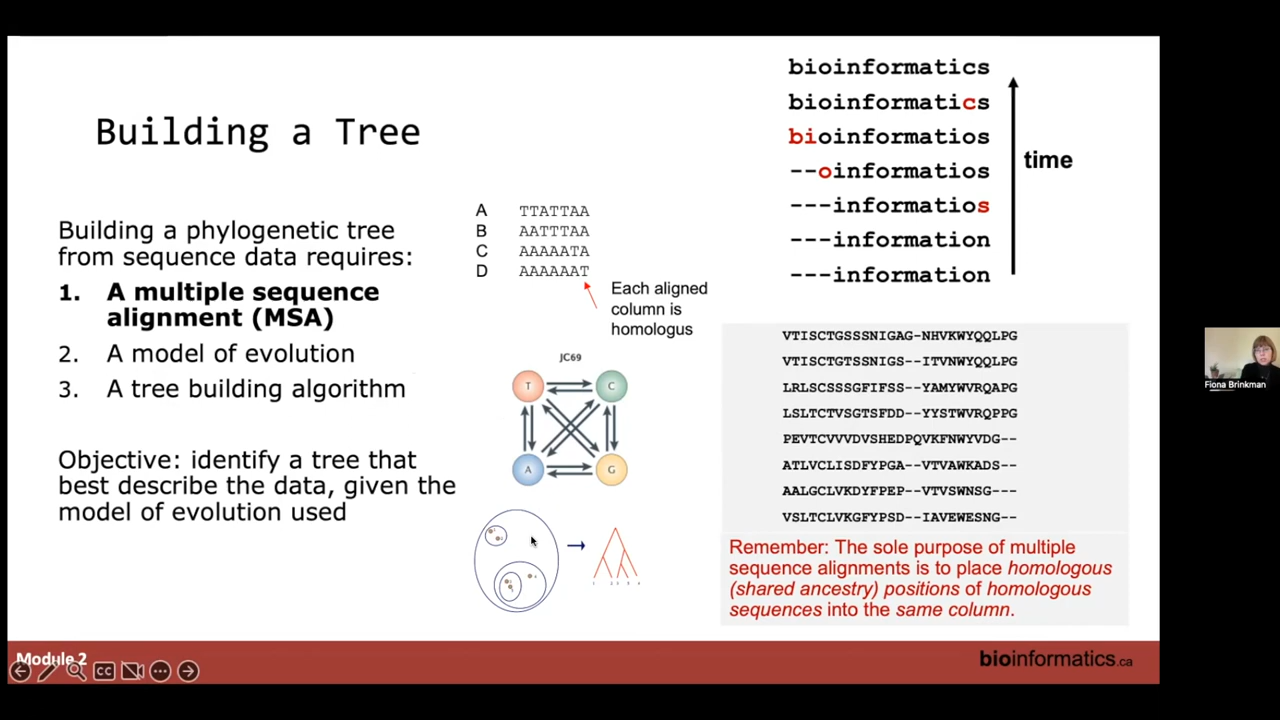 Building a Tree
Building a phylogenetic tree
from sequence data requires:
1. A multiple sequence
alignment (MSA)
2. A model of evolution
3. A tree building algorithm
Objective: identify a tree that
best describe the data, given the
model of evolution used
A TTATTAA
B AATTTAA
C AAAAATA
D AAAAAAT
Each aligned
column is
homologus
JC69
T C
A G
bioinformatics
bioinformatics
bioinformatios
--oinformatios
---informatios
---information
---information
time
VTISCTGSSSNIGAG-NHVKWYQQLPG
VTISCTGTSSNIGS--ITVNWYQQLPG
LRLSCSSSGFIFSS--YAMYWVRQAPG
LSLTCTVSGTSFDD--YYSTWVRQPPG
PEVTCVVVDVSHEDPQVKFNWYVDG--
ATLVCLISDFYPGA--VTVAWKADS--
AALGCLVKDYFPEP--VTVSWNSG---
VSLTCLVKGFYPSD--IAVEWESNG--
Remember: The sole purpose of multiple
sequence alignments is to place homologous
(shared ancestry) positions of homologous
sequences into the same column.
Module 2
CC
bioinformatics.ca
Fiona Brinkman